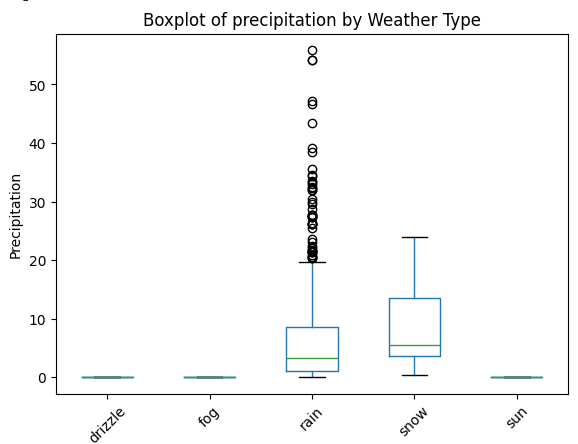 Boxplot of precipitation by Weather Type
Precipitation
50
40
30
20
10
0
drizzle
fog
rain
snow
sun